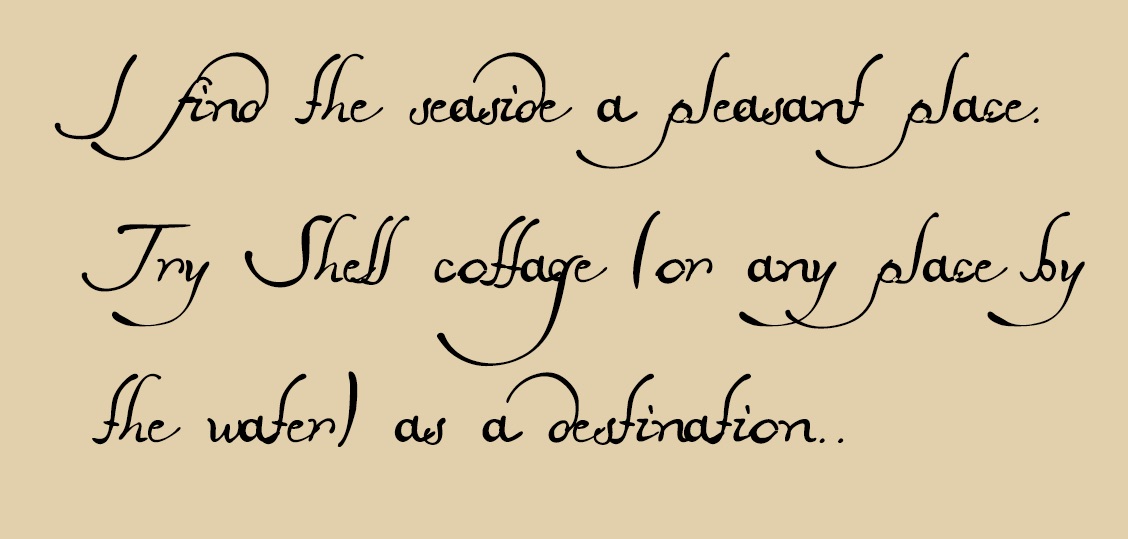 I find the seaside a pleasant place.
Try Shell cottage (or any place by
the water) as a destination..